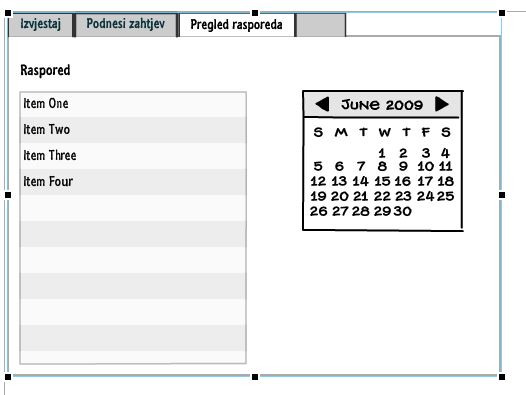 Izvjestaj Podnesi zahtjev Pregled rasporeda
Raspored
Item One
Item Two
Item Three
Item Four
JUNE 2009
S M T W T F S
1 2 3 4
5 6 7 8 9 10 11
12 13 14 15 16 17 18
19 20 21 22 23 24 25
26 27 28 29 30